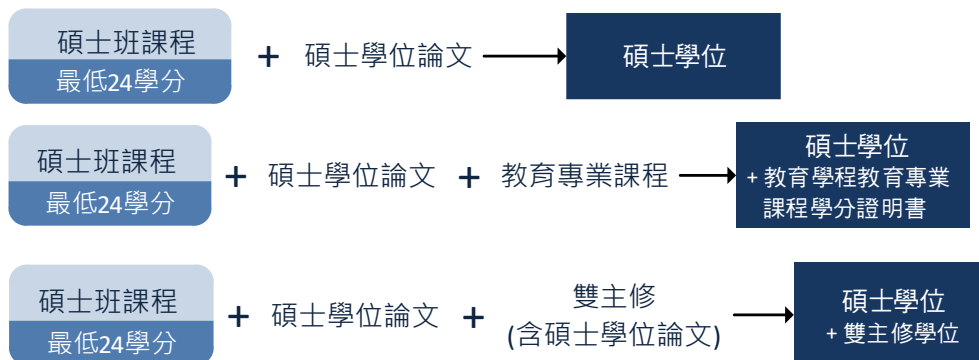 碩士班課程
最低24學分
+
碩士學位論文
碩士學位
碩士班課程
最低24學分
+
碩士學位論文
+
教育專業課程
碩士學位
+ 教育學程教育專業
課程學分證明書
碩士班課程
最低24學分
+
碩士學位論文
+
雙主修
(含碩士學位論文)
碩士學位
+ 雙主修學位